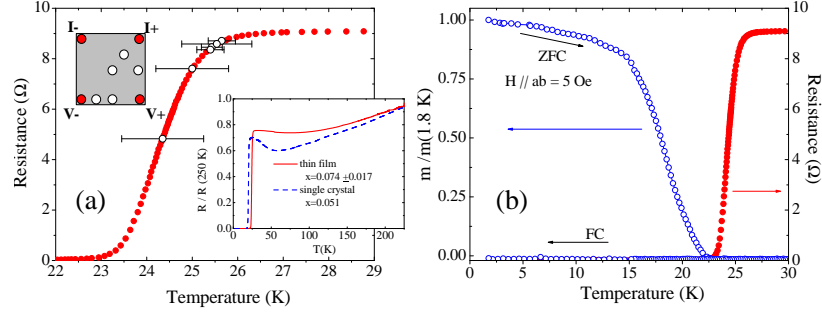 I- I+
V- V+
(a)
Resistance (Ω)
10
8
6
4
2
0
22 23 24 25 26 27 28 29
Temperature (K)
R / R (250 K)
1.0
0.8
0.6
0.4
0.2
0.0
0 50 100 150 200
T(K)
thin film
x=0.074 ±0.017
single crystal
x=0.051
(b)
m /m(1.8 K)
1.00
0.75
0.50
0.25
0.00
ZFC
H // ab = 5 Oe
FC
0 5 10 15 20 25 30
Temperature (K)
10
8
6
4
2
0
Resistance (Ω)